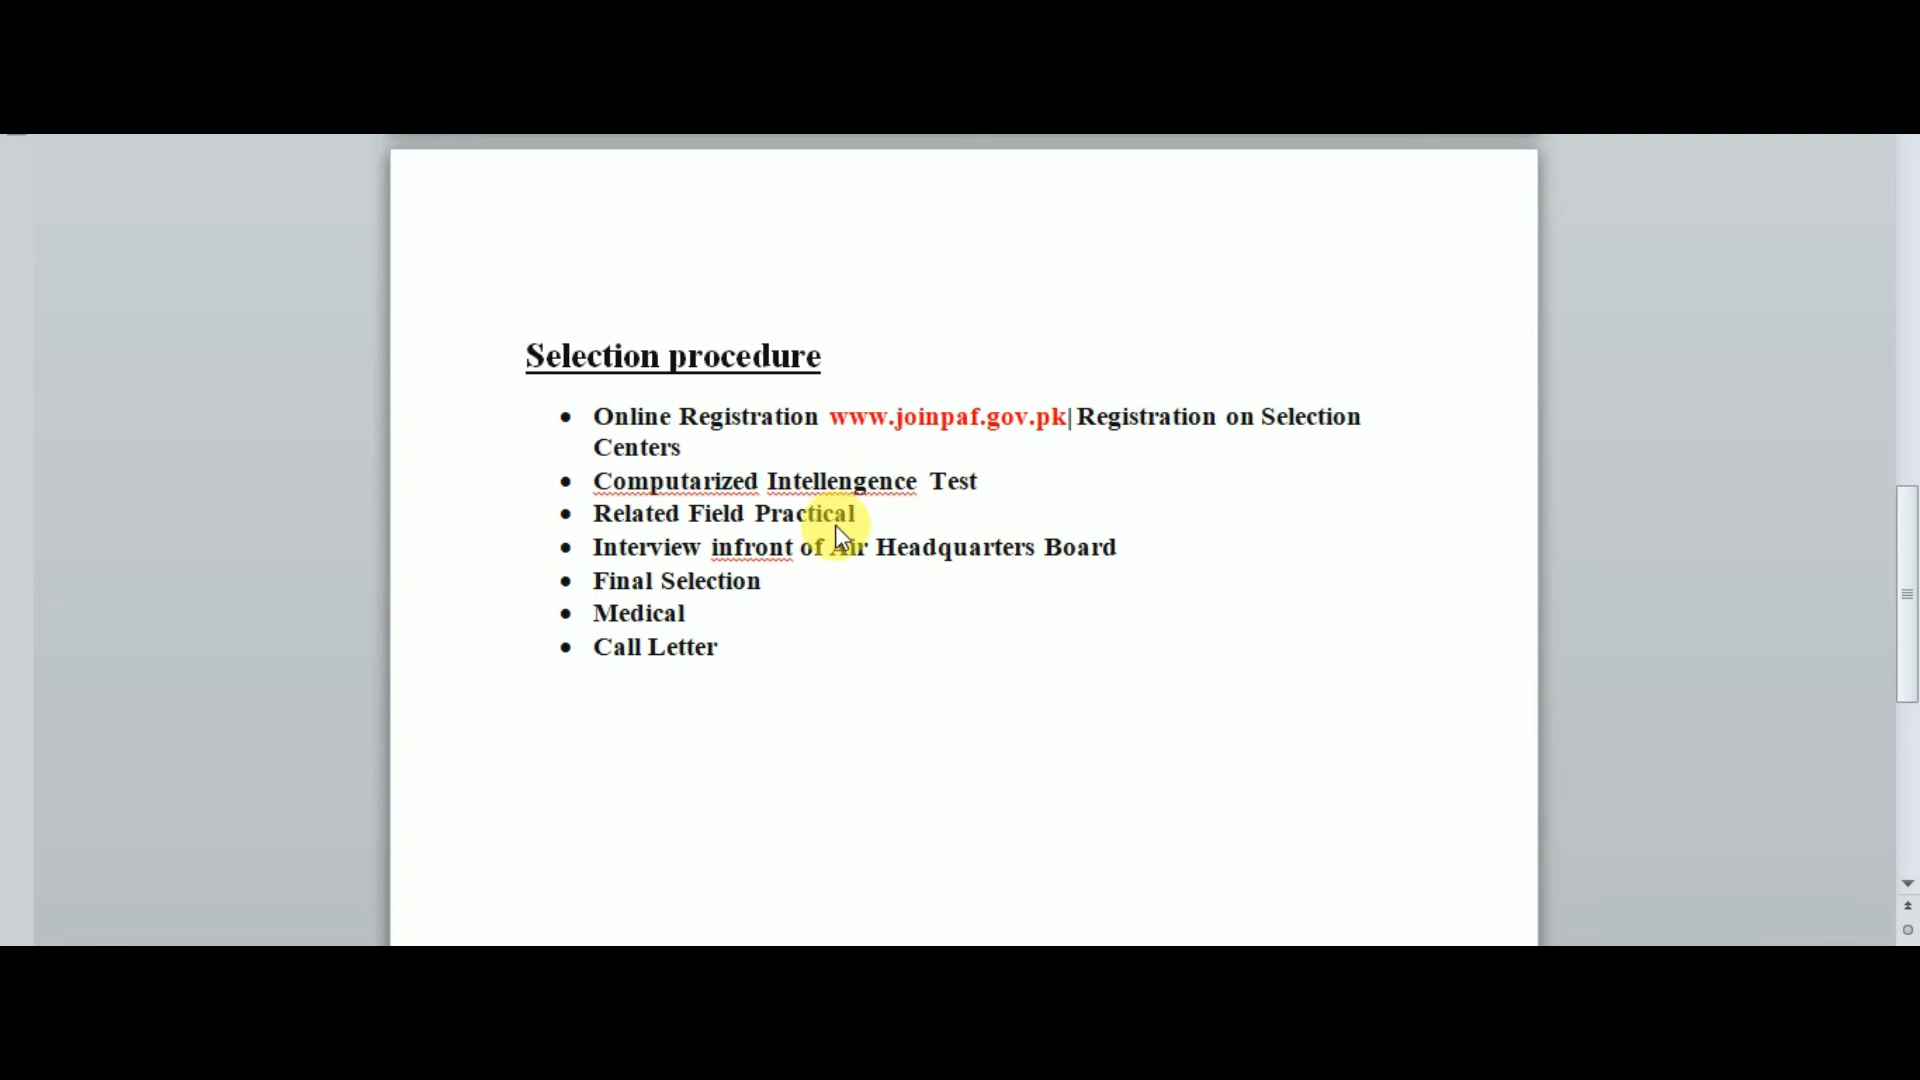 Selection procedure
• Online Registration www.joinpaf.gov.pk| Registration on Selection
Centers
• Computarized Intellengence Test
• Related Field Practical
• Interview infront of Air Headquarters Board
• Final Selection
• Medical
• Call Letter